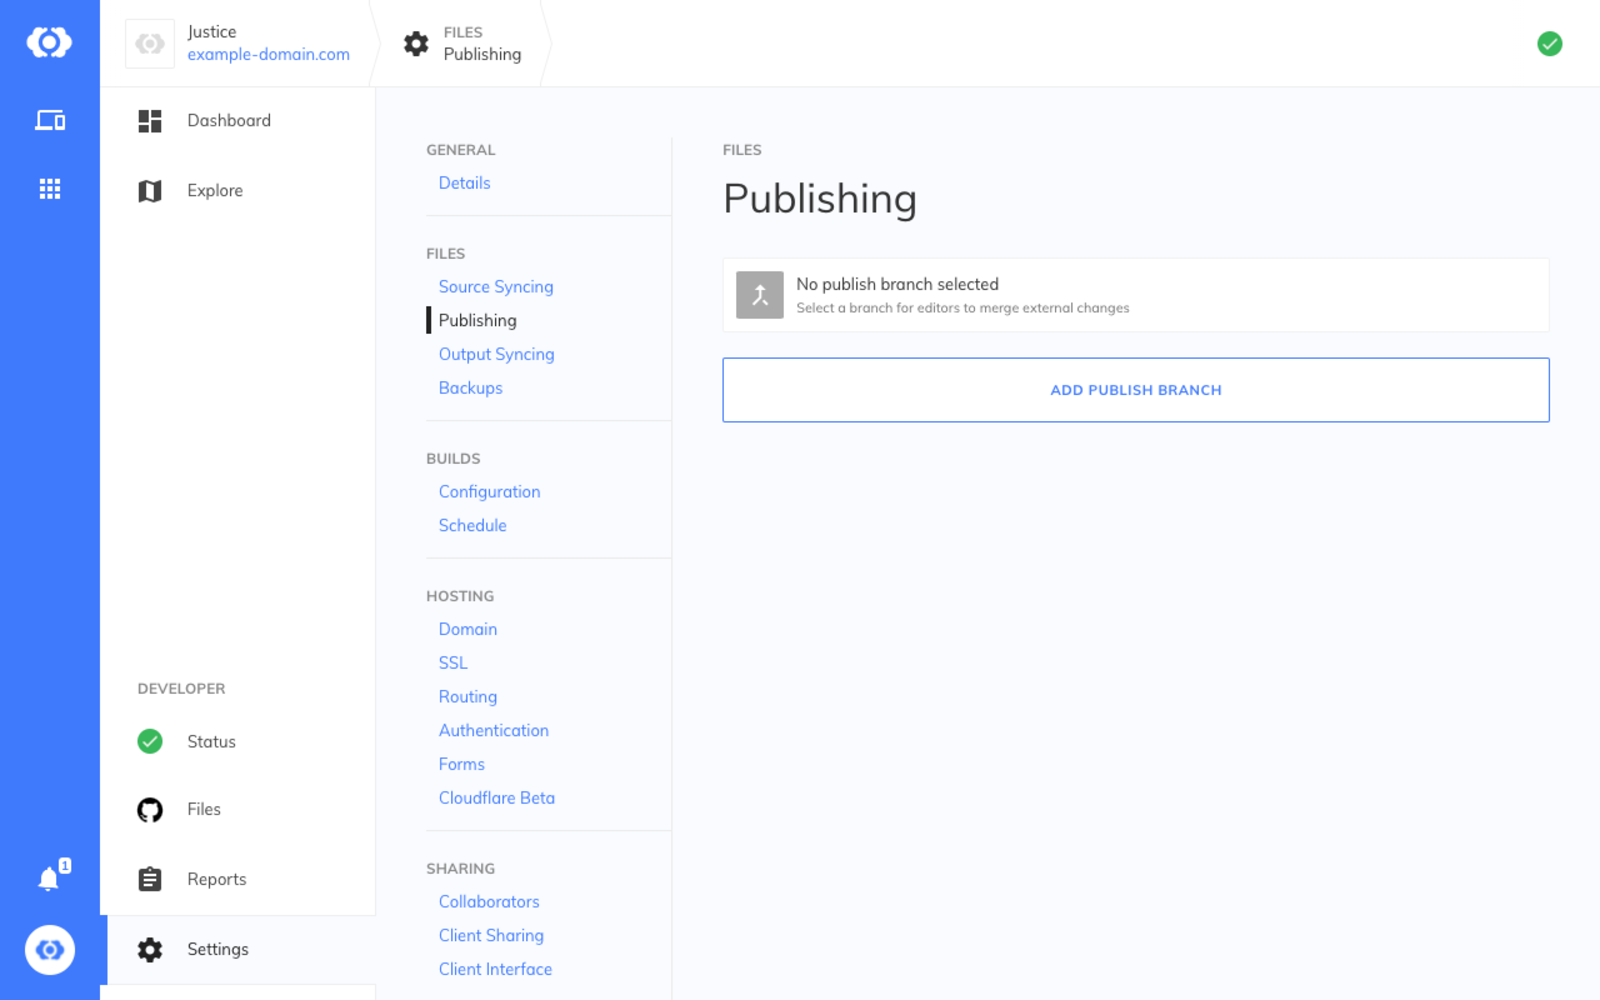 Justice
example-domain.com
FILES
Publishing
Dashboard
Explore
DEVELOPER
Status
Files
Reports
1
Settings
GENERAL
Details
FILES
Source Syncing
Publishing
Output Syncing
Backups
BUILDS
Configuration
Schedule
HOSTING
Domain
SSL
Routing
Authentication
Forms
Cloudflare Beta
SHARING
Collaborators
Client Sharing
Client Interface
FILES
Publishing
No publish branch selected
Select a branch for editors to merge external changes
ADD PUBLISH BRANCH